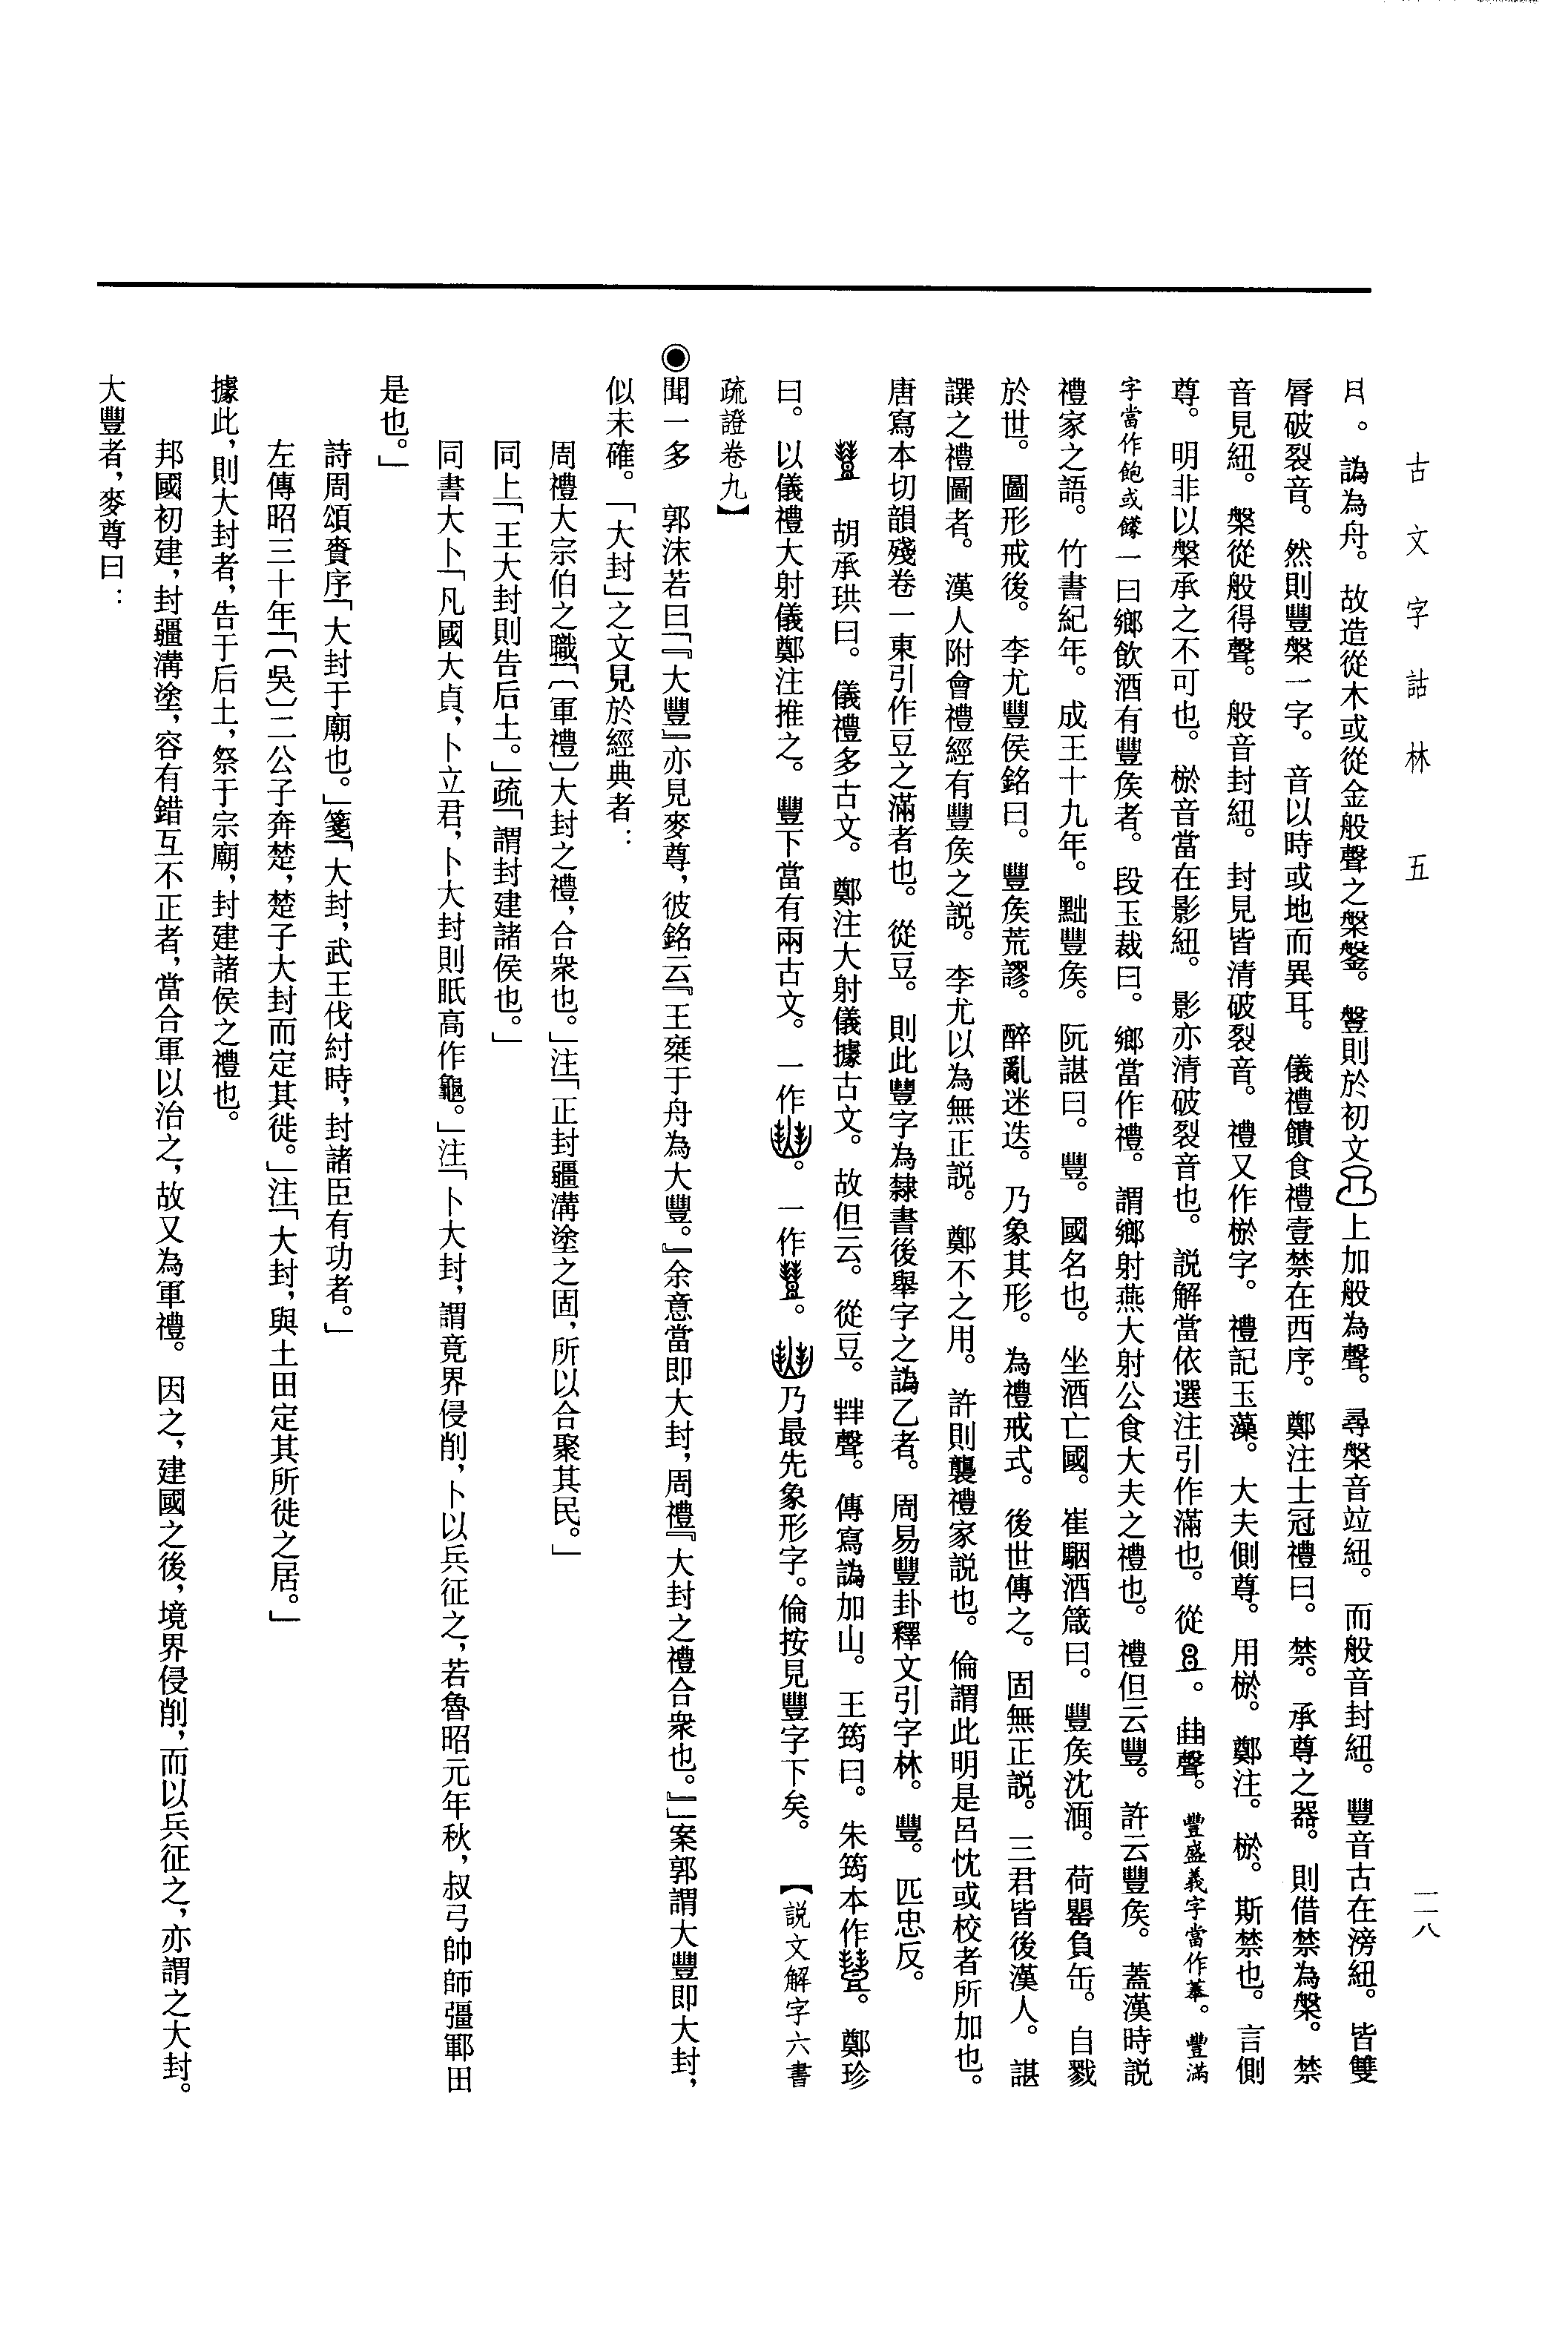 古文字詁林 五
一一八
。譌為舟。故造從木或從金般聲之槃鎜。盤則於初文上加般為聲。尋槃音竝紐。而般音封紐。豐音古在滂紐。皆雙
脣破裂音。然則豐槃一字。音以時或地而異耳。儀禮饋食禮壹禁在西序。鄭注士冠禮曰。禁。承尊之器。則借禁為槃。禁
音見紐。槃從般得聲。般音封紐。封見皆清破裂音。禮又作棜字。禮記玉藻。大夫側尊。用棜。鄭注。棜。斯禁也。言側
尊。明非以槃承之不可也。棜音當在影紐。影亦清破裂音也。說解當依選注引作滿也。從。𠁳聲。豐盛義字當作菶。豐滿
字當作飽或饛一曰鄉飲酒有豐矦者。段玉裁曰。鄉當作禮。謂鄉射燕大射公食大夫之禮也。禮但云豐。許云豐矦。蓋漢時說
禮家之語。竹書紀年。成王十九年。黜豐矦。阮諶曰。豐。國名也。坐酒亡國。崔駰酒箴曰。豐矦沈湎。荷罌負缶。自戮
於世。圖形戒後。李尤豐侯銘曰。豐矦荒謬。醉亂迷迭。乃象其形。為禮戒式。後世傳之。固無正說。三君皆後漢人。諶
譔之禮圖者。漢人附會禮經有豐矦之說。李尤以為無正說。鄭不之用。許則襲禮家說也。倫謂此明是呂忱或校者所加也。
唐寫本切韻殘卷一東引作豆之滿者也。從豆。則此豐字為隸書後舉字之譌乙者。周易豐卦釋文引字林。豐。匹忠反。
胡承珙曰。儀禮多古文。鄭注大射儀據古文。故但云。從豆。𡴀聲。傳寫譌加山。王筠曰。朱筠本作。鄭珍
曰。以儀禮大射儀鄭注推之。豐下當有兩古文。一作。一作。乃最先象形字。倫按見豐字下矣。【說文解字六書
疏證卷九】
◉聞一多 郭沫若曰「『大豐』亦見麥尊，彼銘云『王椉于舟為大豐。』余意當即大封，周禮『大封之禮合衆也。』」案郭謂大豐即大封，
似未確。「大封」之文見於經典者：
周禮大宗伯之職「〔軍禮〕大封之禮，合衆也。」注「正封疆溝塗之固，所以合聚其民。」
同上「王大封則告后土。」疏「謂封建諸侯也。」
同書大卜「凡國大貞，卜立君，卜大封則眡高作龜。」注「卜大封，謂竟界侵削，卜以兵征之，若魯昭元年秋，叔弓帥師彊鄆田
是也。」
詩周頌賚序「大封于廟也。」箋「大封，武王伐紂時，封諸臣有功者。」
左傳昭三十年「〔吳〕二公子奔楚，楚子大封而定其徙。」注「大封，與土田定其所徙之居。」
據此，則大封者，告于后土，祭于宗廟，封建諸侯之禮也。
邦國初建，封疆溝塗，容有錯互不正者，當合軍以治之，故又為軍禮。因之，建國之後，境界侵削，而以兵征之，亦謂之大封。
大豐者，麥尊曰：